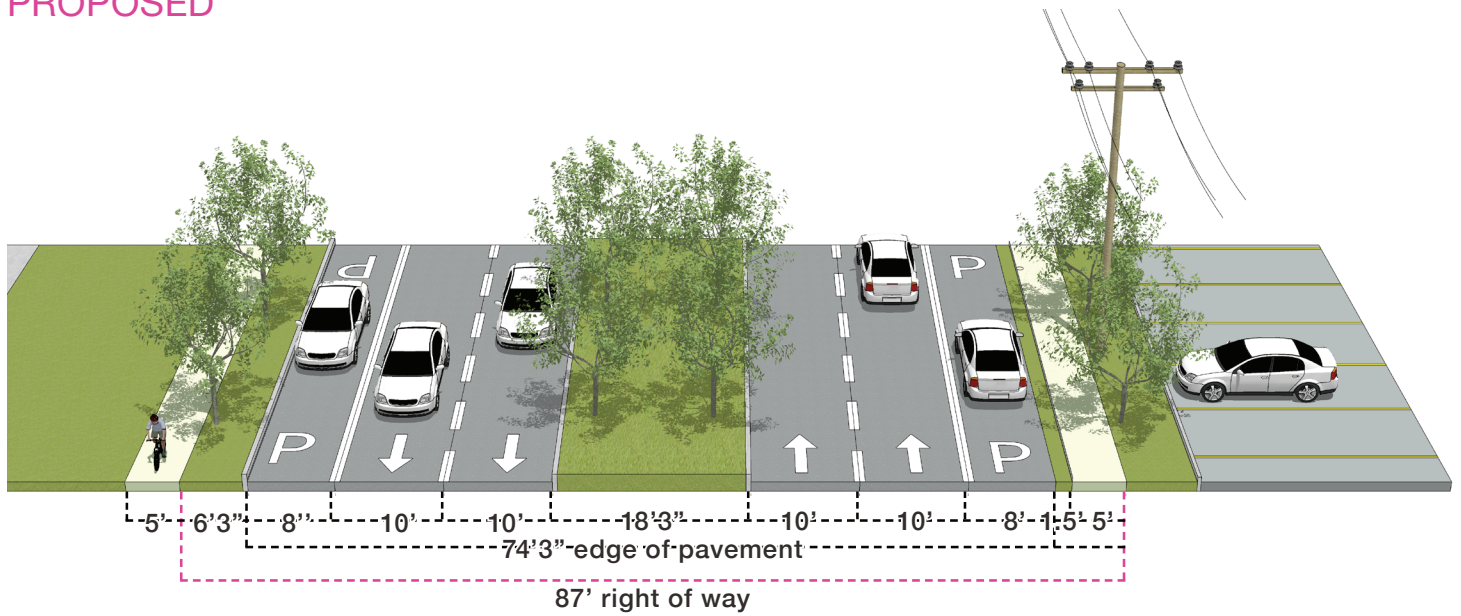 PROPOSED
P
P
P
P
5’ 6’3” 8’’ 10’ 10’ 18’3” 10’ 10’ 8’ 1.5’ 5’
74’3” edge of pavement
87’ right of way